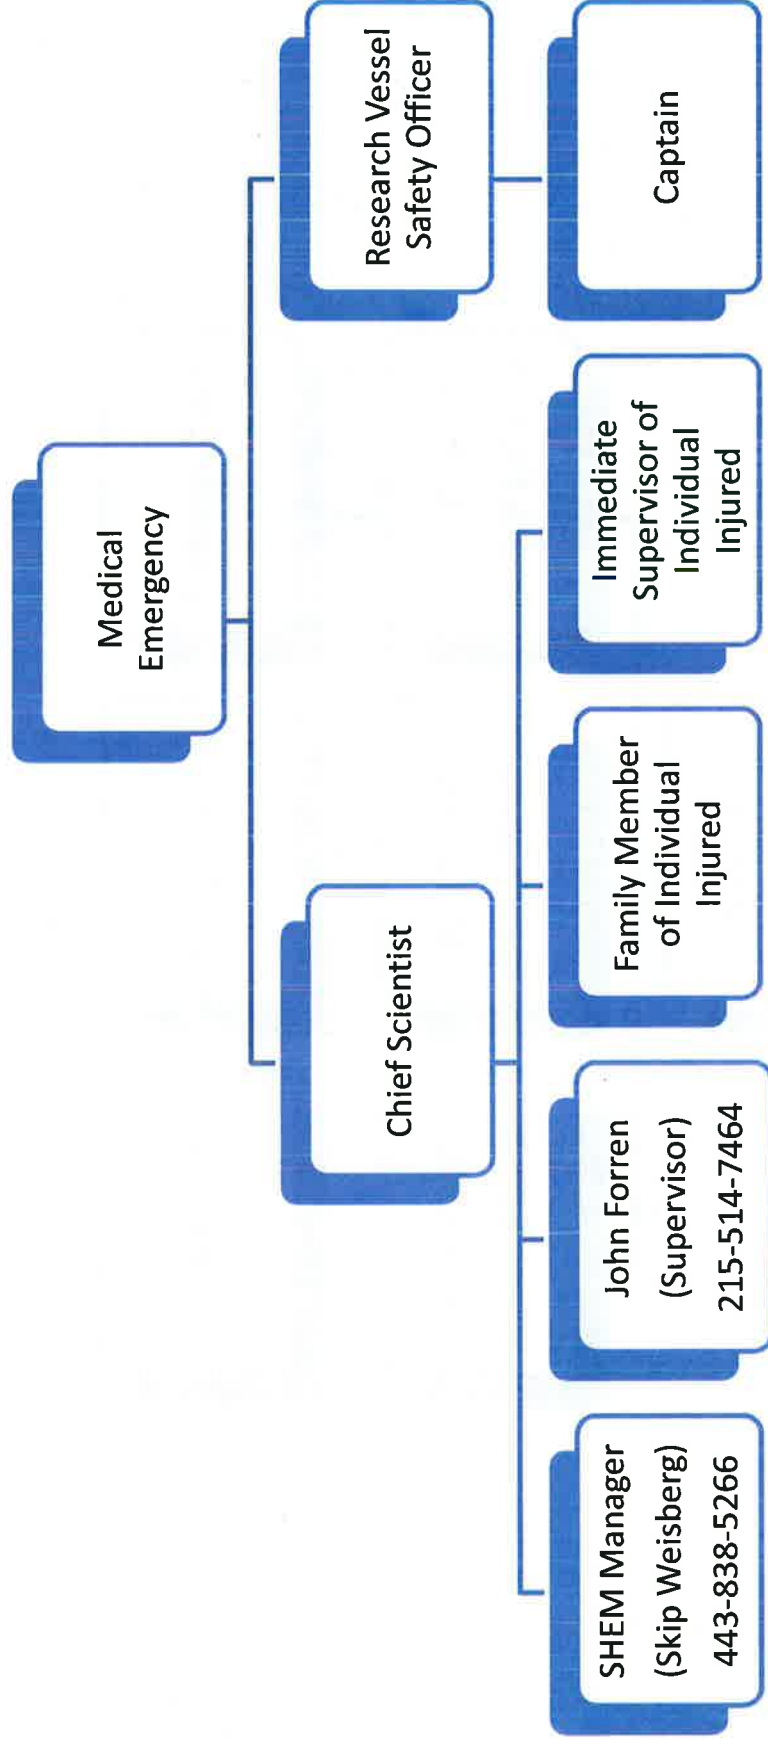 Medical
Emergency
Chief Scientist
Research Vessel
Safety Officer
SHEM Manager
(Skip Weisberg)
443-838-5266
John Forren
(Supervisor)
215-514-7464
Family Member
of Individual
Injured
Immediate
Supervisor of
Individual
Injured
Captain